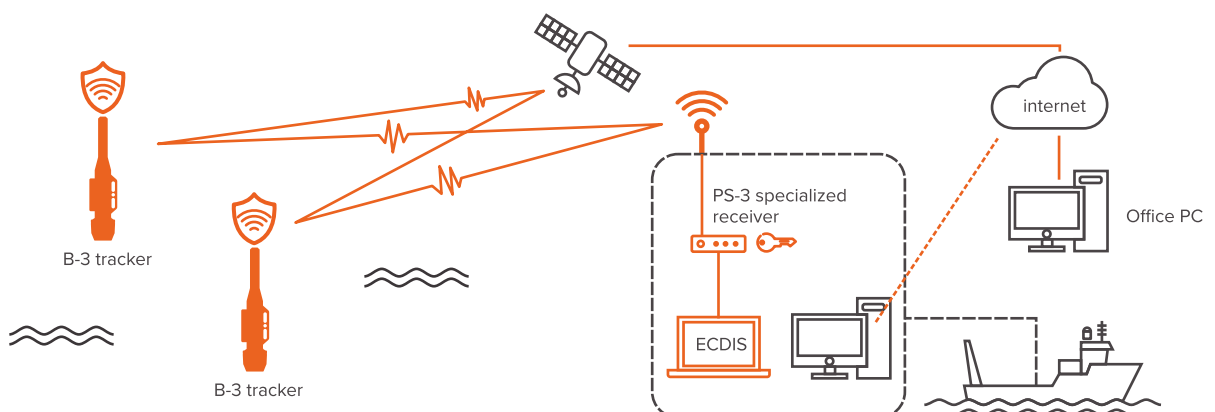 internet
PS-3 specialized
receiver
Office PC
B-3 tracker
ECDIS
B-3 tracker